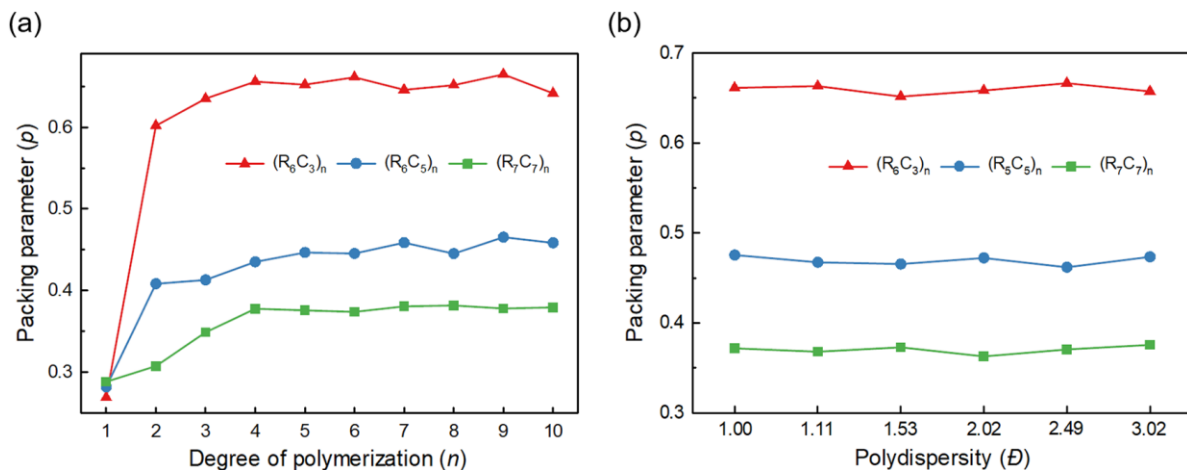 (a)
Packing parameter (p)
0.6
0.5
0.4
0.3
(R₆C₃)ₙ (R₆C₅)ₙ (R₇C₇)ₙ
1 2 3 4 5 6 7 8 9 10
Degree of polymerization (n)
(b)
Packing parameter (p)
0.7
0.6
0.5
0.4
0.3
(R₆C₃)ₙ (R₅C₅)ₙ (R₇C₇)ₙ
1.00 1.11 1.53 2.02 2.49 3.02
Polydispersity (Đ)